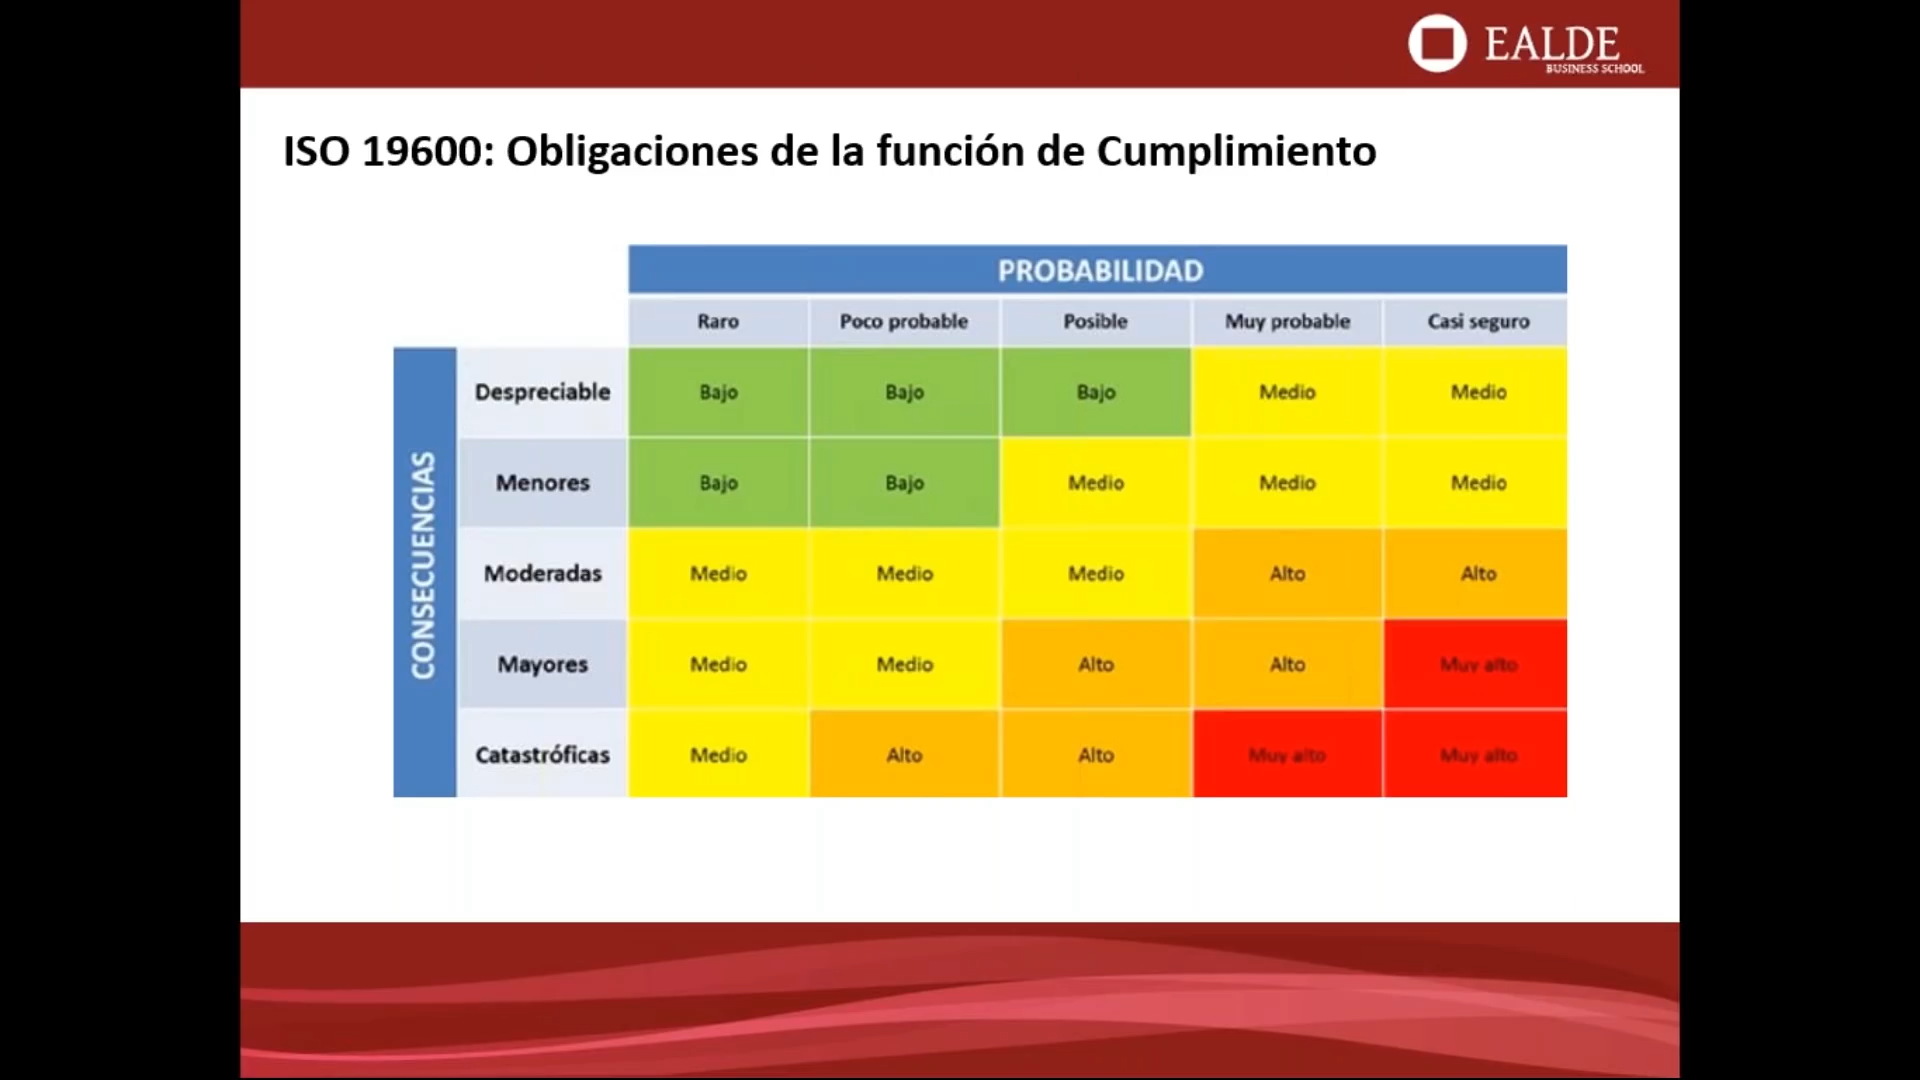 EALDE
BUSINESS SCHOOL
ISO 19600: Obligaciones de la función de Cumplimiento
PROBABILIDAD
Raro Poco probable Posible Muy probable Casi seguro
CONSECUENCIAS
Despreciable Bajo Bajo Bajo Medio Medio
Menores Bajo Bajo Medio Medio Medio
Moderadas Medio Medio Medio Alto Alto
Mayores Medio Medio Alto Alto Muy alto
Catastróficas Medio Alto Alto Muy alto Muy alto